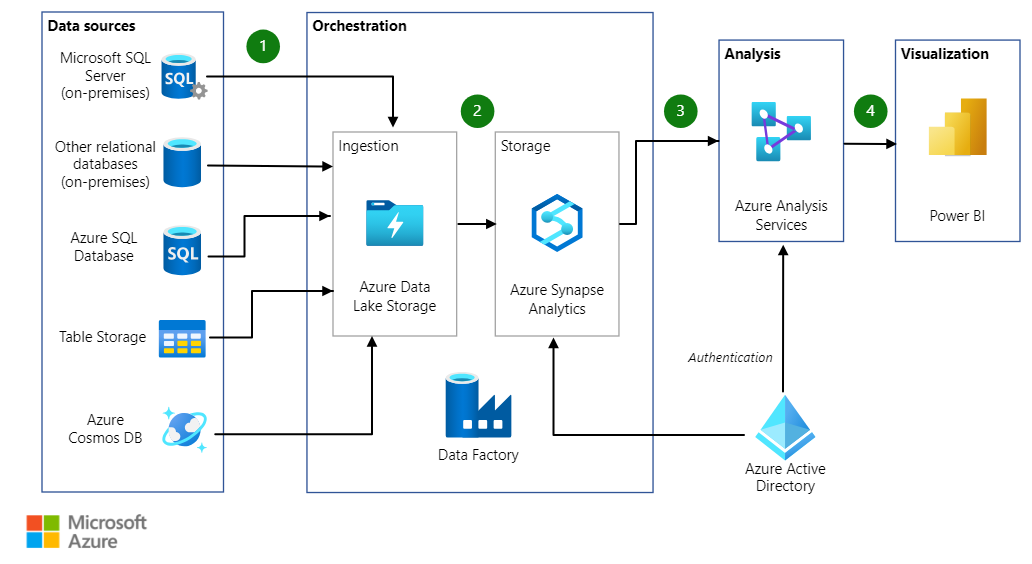 Data sources
Microsoft SQL
Server
(on-premises)
SQL
Other relational
databases
(on-premises)
Azure SQL
Database
SQL
Table Storage
Azure
Cosmos DB
1
Orchestration
2
Ingestion
Azure Data
Lake Storage
Storage
Azure Synapse
Analytics
Data Factory
3
Analysis
Azure Analysis
Services
4
Visualization
Power BI
Authentication
Azure Active
Directory
Microsoft
Azure